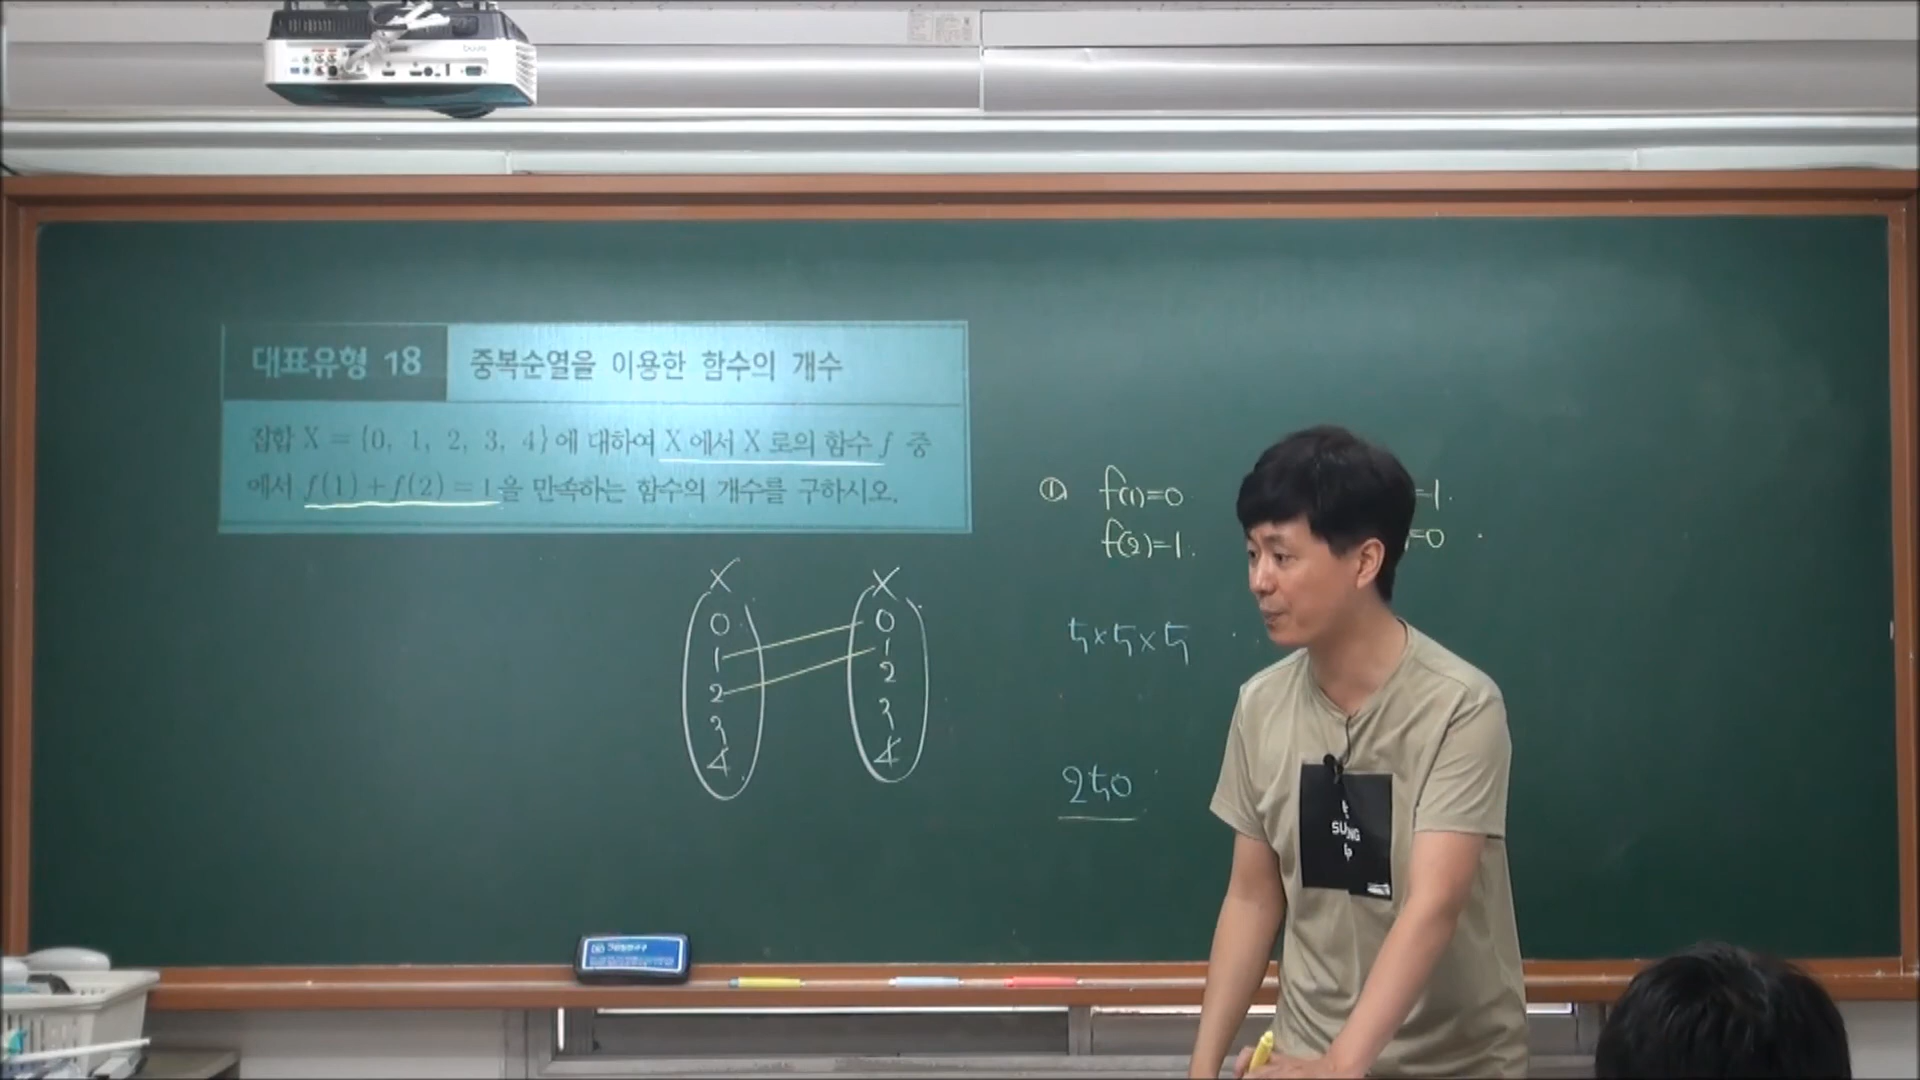 BenQ
대표유형 18 중복순열을 이용한 함수의 개수
집합 X = {0, 1, 2, 3, 4}에 대하여 X에서 X로의 함수 f 중
에서 f(1)+f(2)=1을 만족하는 함수의 개수를 구하시오.
X X
0 0
1 1
2 2
3 3
4 4
① f(1)=0 =1.
f(2)=1. =0
5×5×5
250